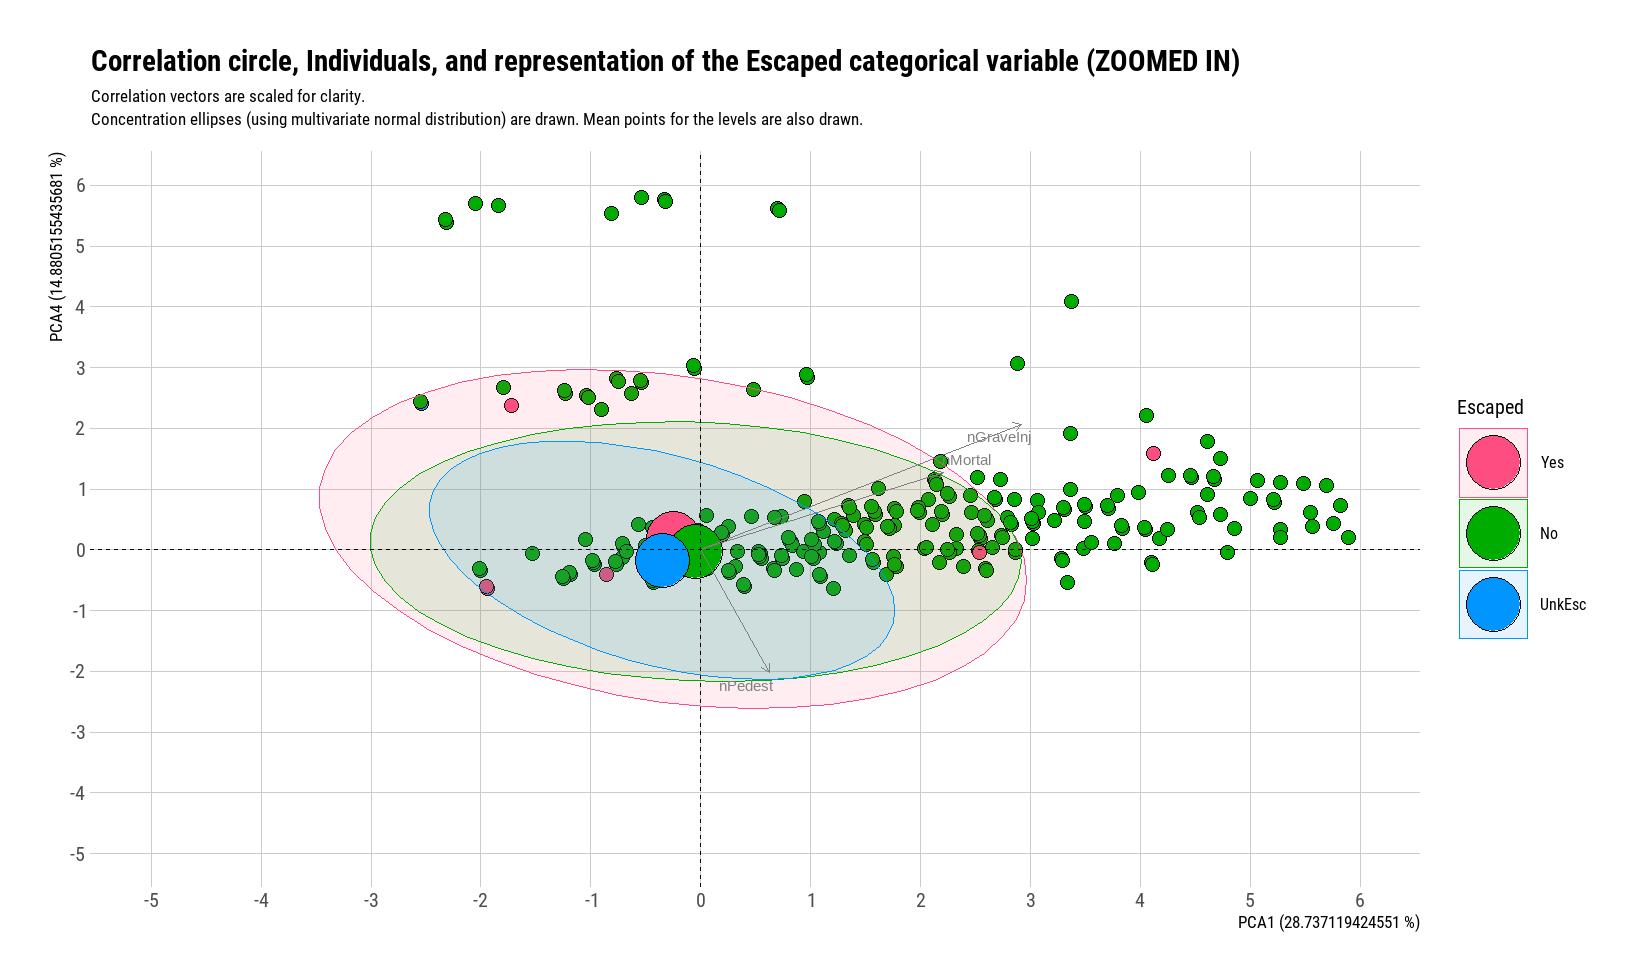 Correlation circle, Individuals, and representation of the Escaped categorical variable (ZOOMED IN)
Correlation vectors are scaled for clarity.
Concentration ellipses (using multivariate normal distribution) are drawn. Mean points for the levels are also drawn.
PCA4 (14.8805155435681 %)
6
5
4
3
2
1
0
-1
-2
-3
-4
-5
nGraveInj
nMortal
nPedest
-5
-4
-3
-2
-1
0
1
2
3
4
5
6
PCA1 (28.737119424551 %)
Escaped
Yes
No
UnkEsc